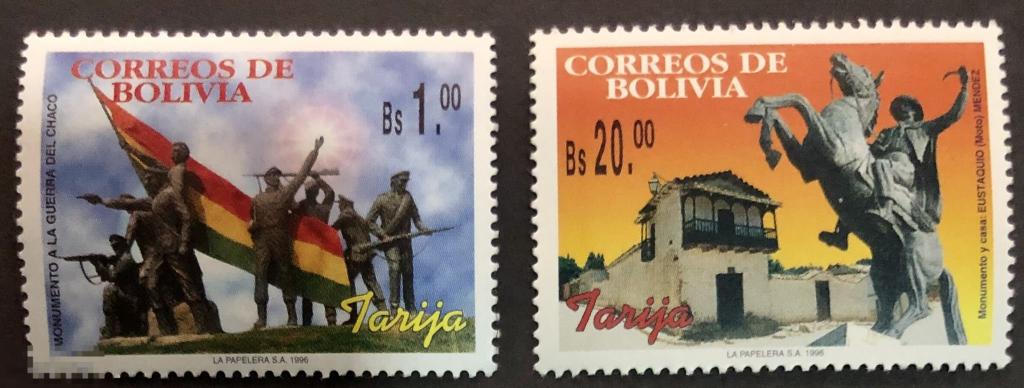 CORREOS DE
BOLIVIA
Bs 1.00
MONUMENTO A LA GUERRA DEL CHACO
Tarija
LA PAPELERA S.A. 1996
CORREOS DE
BOLIVIA
Bs 20.00
Monumento y casa: EUSTAQUIO (Moto) MENDEZ
Tarija
LA PAPELERA S.A. 1996